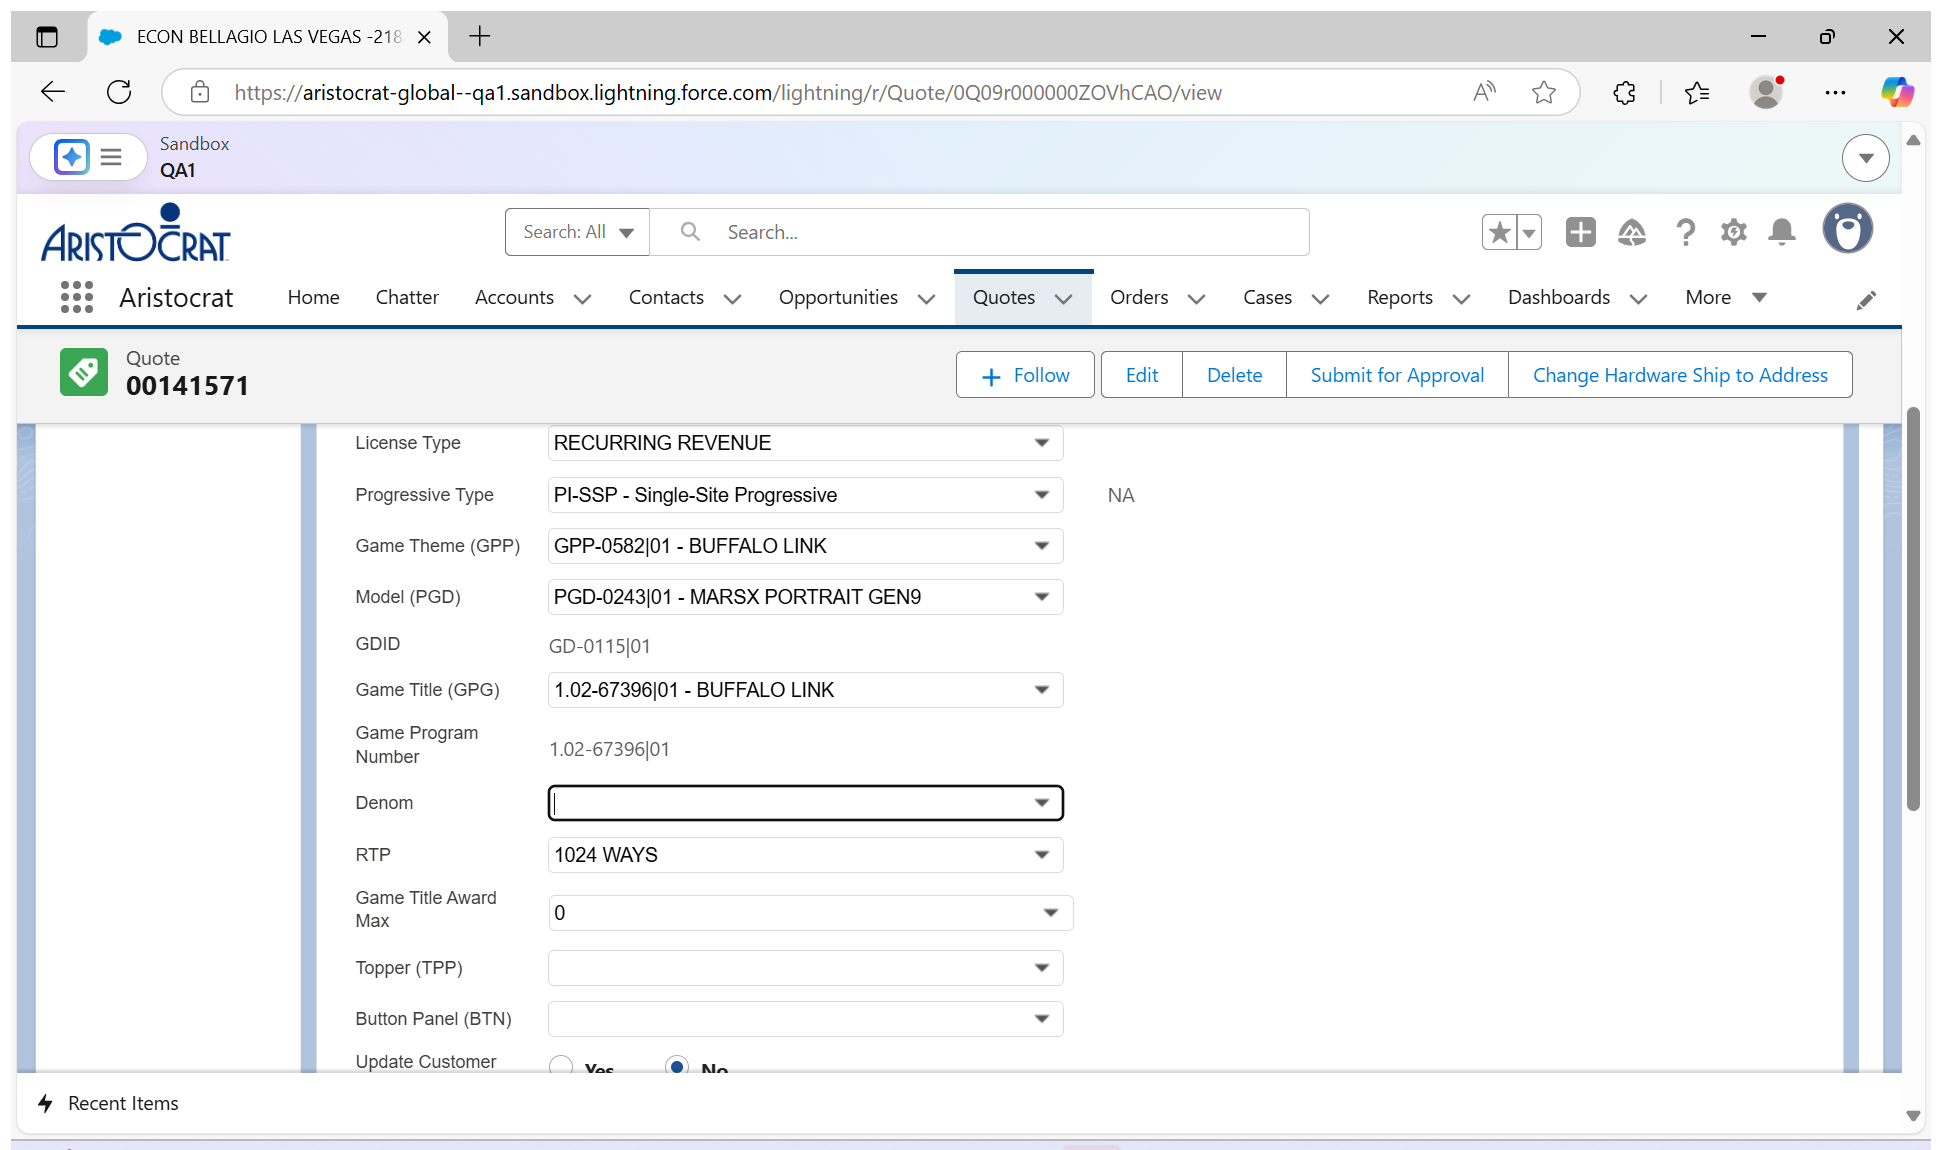 ECON BELLAGIO LAS VEGAS -218
https://aristocrat-global--qa1.sandbox.lightning.force.com/lightning/r/Quote/0Q09r000000ZOVhCAO/view
Sandbox
QA1
ARISTOCRAT
Search: All
Search...
Aristocrat
Home
Chatter
Accounts
Contacts
Opportunities
Quotes
Orders
Cases
Reports
Dashboards
More
Quote
00141571
Follow
Edit
Delete
Submit for Approval
Change Hardware Ship to Address
License Type
RECURRING REVENUE
Progressive Type
PI-SSP - Single-Site Progressive
NA
Game Theme (GPP)
GPP-0582|01 - BUFFALO LINK
Model (PGD)
PGD-0243|01 - MARSX PORTRAIT GEN9
GDID
GD-0115|01
Game Title (GPG)
1.02-67396|01 - BUFFALO LINK
Game Program
Number
1.02-67396|01
Denom
RTP
1024 WAYS
Game Title Award
Max
0
Topper (TPP)
Button Panel (BTN)
Update Customer
Yes
No
Recent Items